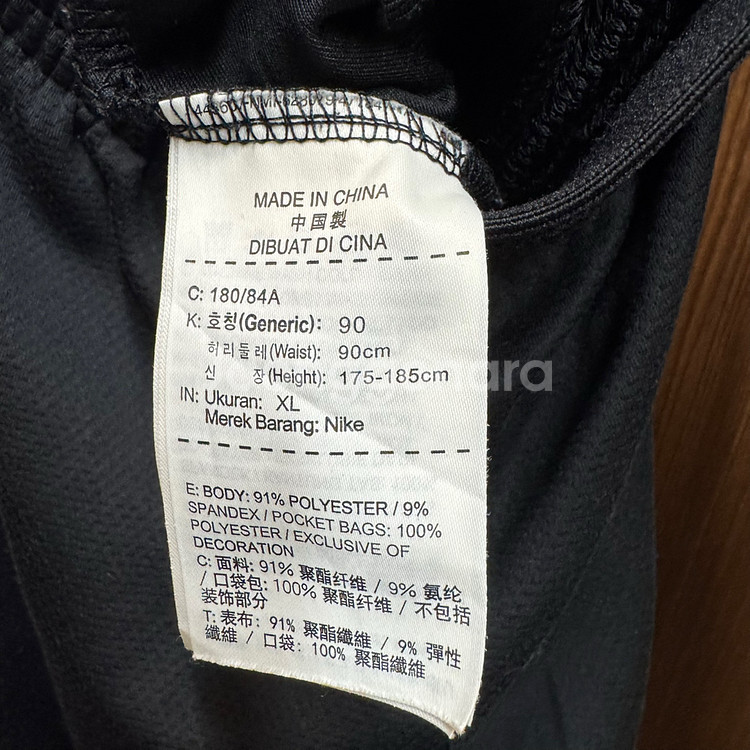 MADE IN CHINA
中国製
DIBUAT DI CINA
C: 180/84A
K: 호칭(Generic): 90
허리둘레(Waist): 90cm
신 장(Height): 175-185cm
IN: Ukuran: XL
Merek Barang: Nike
E: BODY: 91% POLYESTER / 9%
SPANDEX / POCKET BAGS: 100%
POLYESTER / EXCLUSIVE OF
DECORATION
C: 面料: 91% 聚酯纤维 / 9% 氨纶
/ 口袋包: 100% 聚酯纤维 / 不包括
装饰部分
T: 表布: 91% 聚酯纖維 / 9% 彈性
纖維 / 口袋: 100% 聚酯纖維